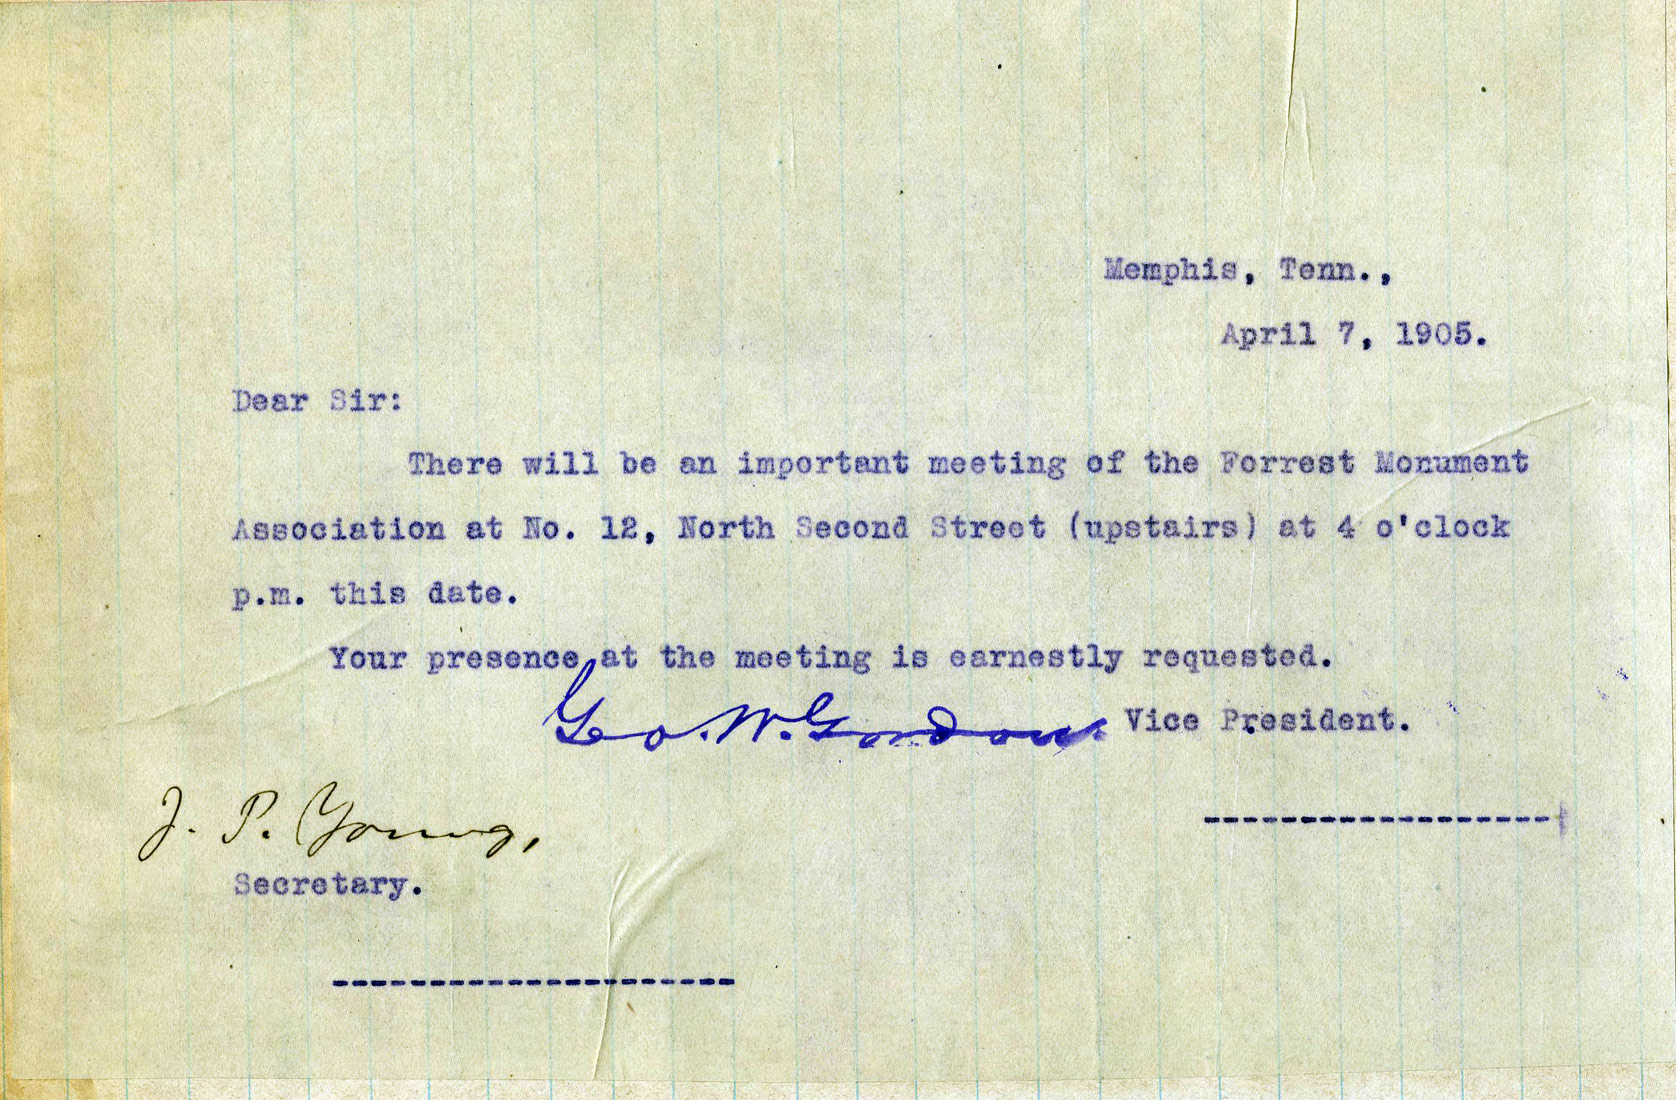 Memphis, Tenn.,
April 7, 1905.
Dear Sir:
There will be an important meeting of the Forrest Monument
Association at No. 12, North Second Street (upstairs) at 4 o'clock
p.m. this date.
Your presence at the meeting is earnestly requested.
Geo. W. Gordon. Vice President.
J. P. Young,
Secretary.